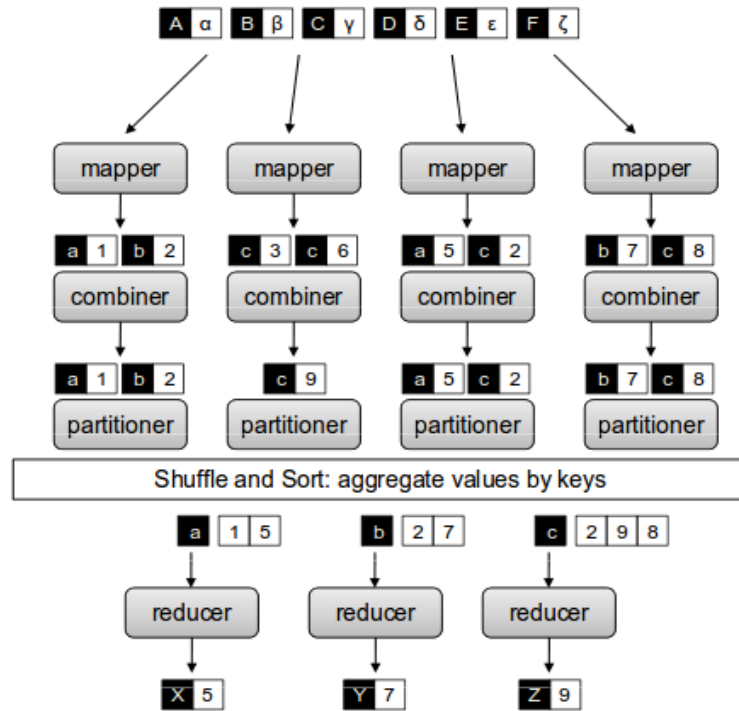 A α B β C γ D δ E ε F ζ
mapper mapper mapper mapper
a 1 b 2 c 3 c 6 a 5 c 2 b 7 c 8
combiner combiner combiner combiner
a 1 b 2 c 9 a 5 c 2 b 7 c 8
partitioner partitioner partitioner partitioner
Shuffle and Sort: aggregate values by keys
a 1 5 b 2 7 c 2 9 8
reducer reducer reducer
X 5 Y 7 Z 9